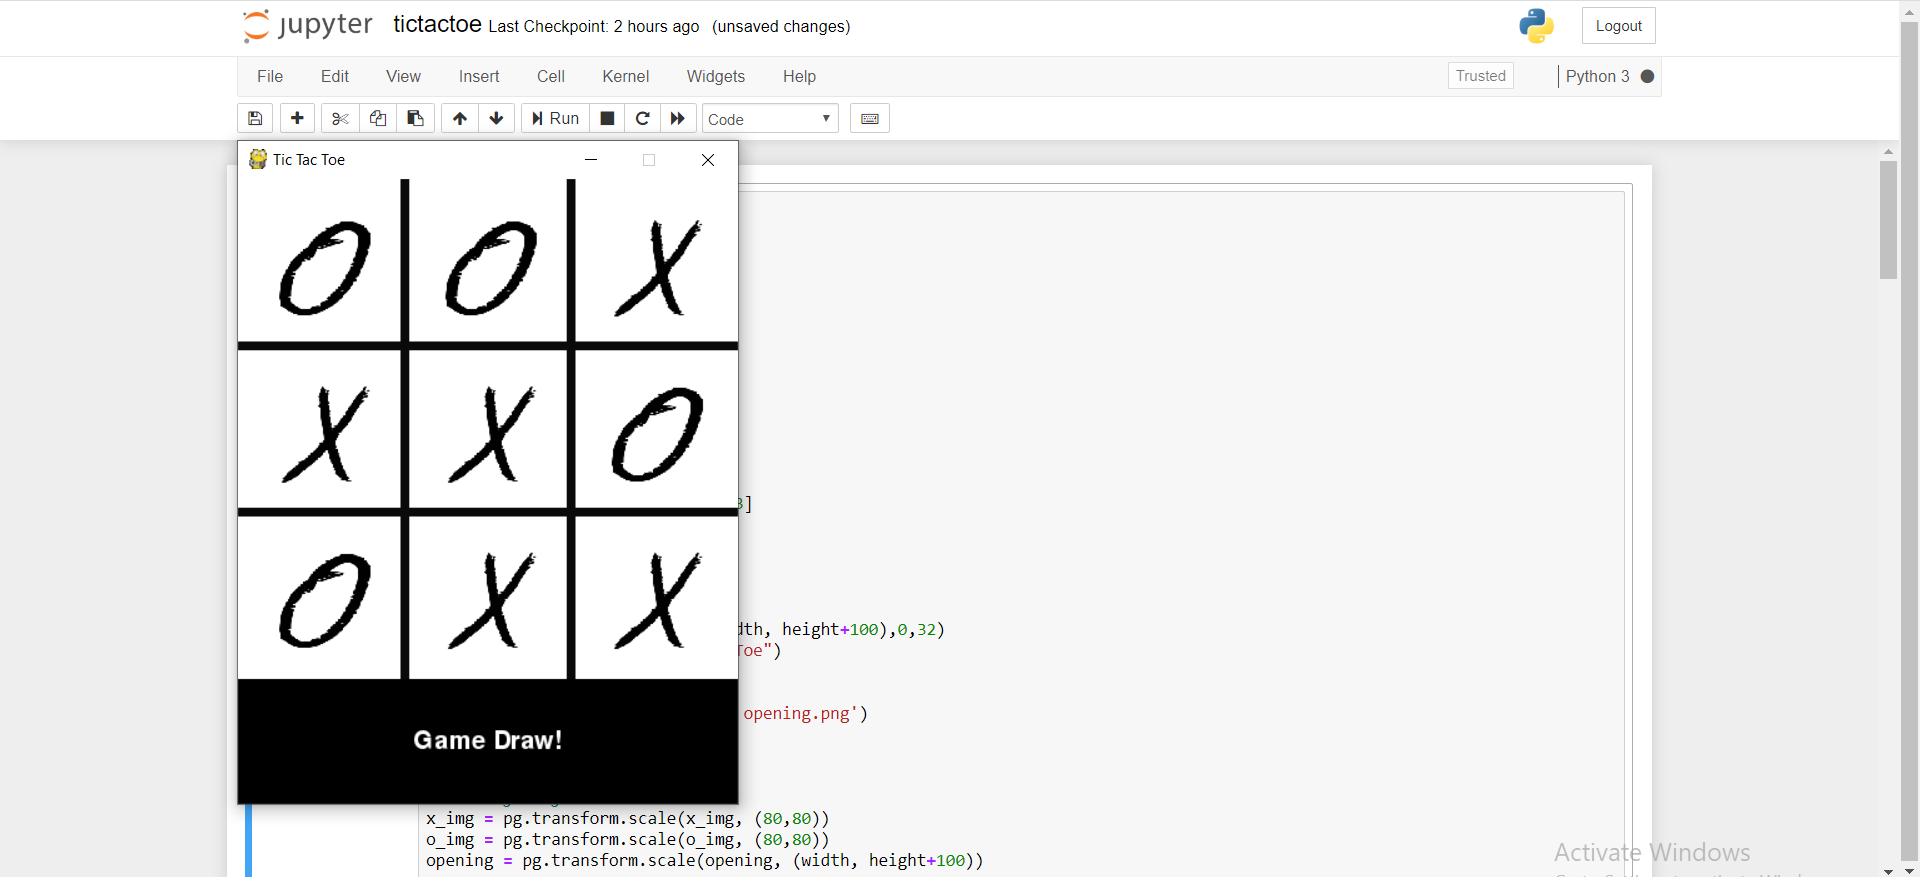 jupyter tictactoe Last Checkpoint: 2 hours ago (unsaved changes)
Logout
File Edit View Insert Cell Kernel Widgets Help
Trusted
Python 3
Run
Code
Tic Tac Toe
O O X
X X O
O X X
Game Draw!
]
height+100),0,32)
Toe")
opening.png')
x_img = pg.transform.scale(x_img, (80,80))
o_img = pg.transform.scale(o_img, (80,80))
opening = pg.transform.scale(opening, (width, height+100))
Activate Windows